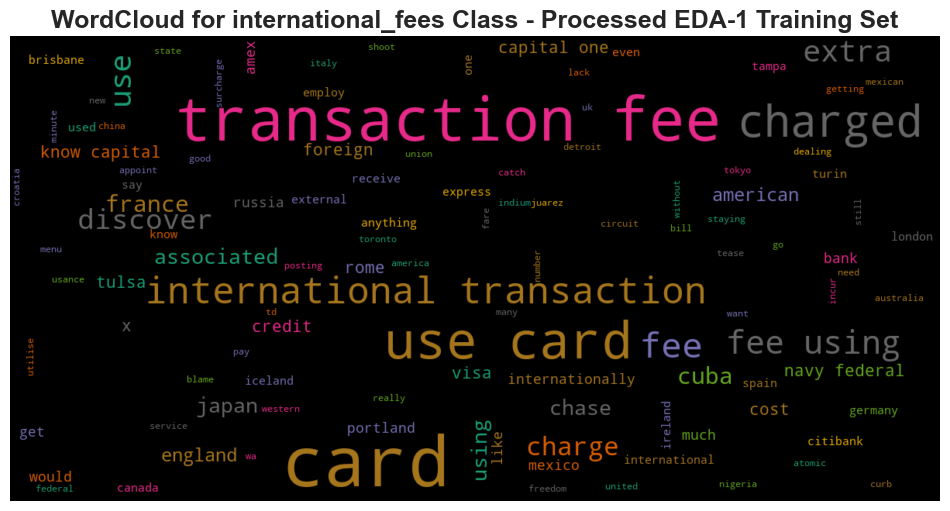 WordCloud for international_fees Class - Processed EDA-1 Training Set
brisbane
state
use
surcharge
amex
italy
shoot
one
capital one
even
lack
tampa
extra
getting
mexican
new
employ
uk
transaction fee
charged
minute
used
china
know capital
good
foreign
union
detroit
dealing
appoint
say
receive
catch
tokyo
turin
croatia
france
russia
external
express
indium
juarez
without
american
discover
know
anything
fare
circuit
bill
staying
still
london
menu
associated
toronto
tease
go
posting
rome
america
number
bank
need
usance
tulsa
international transaction
incur
australia
td
many
want
x
credit
use card
fee
fee using
utilise
pay
blame
iceland
visa
internationally
cuba
spain
navy federal
really
japan
western
chase
cost
germany
get
service
portland
using
like
ireland
much
citibank
england
wa
charge
would
card
mexico
international
atomic
federal
canada
freedom
united
nigeria
curb